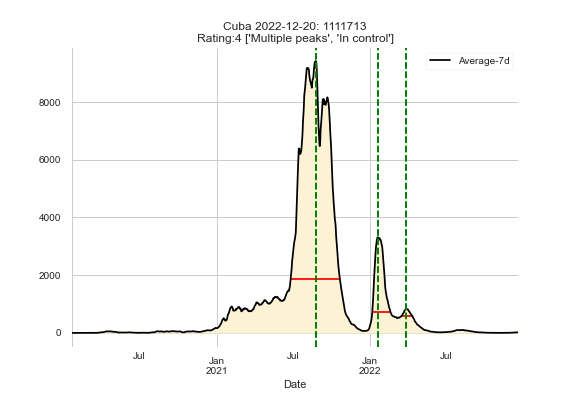 Cuba 2022-12-20: 1111713
Rating:4 ['Multiple peaks', 'In control']
Average-7d
8000
6000
4000
2000
0
Jul
Jan
2021
Jul
Jan
2022
Jul
Date